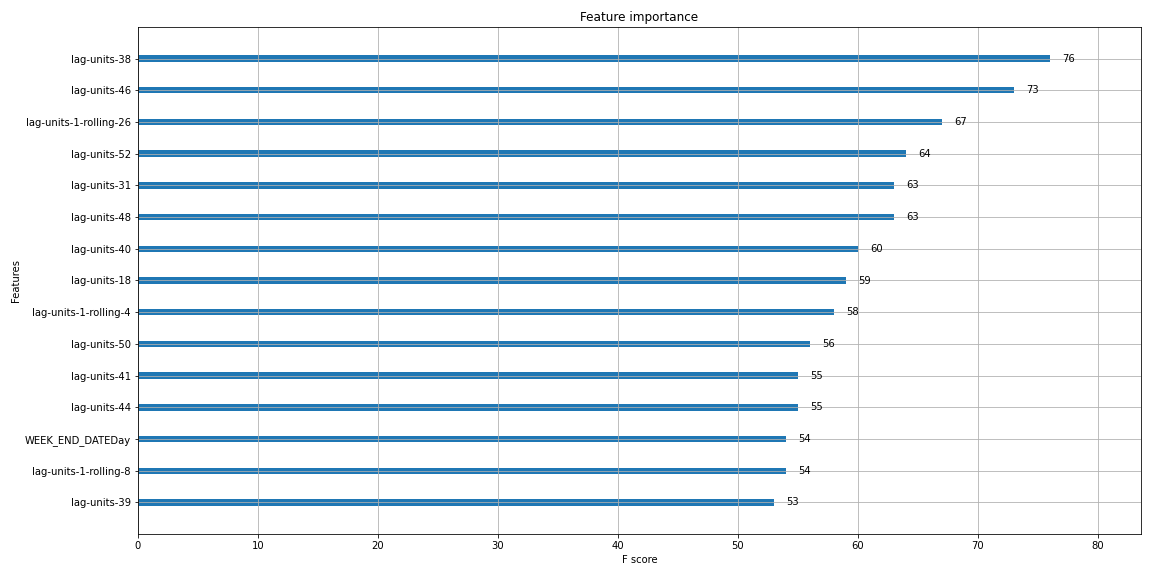 Feature importance
lag-units-38 76
lag-units-46 73
lag-units-1-rolling-26 67
lag-units-52 64
lag-units-31 63
lag-units-48 63
lag-units-40 60
lag-units-18 59
lag-units-1-rolling-4 58
lag-units-50 56
lag-units-41 55
lag-units-44 55
WEEK_END_DATEDay 54
lag-units-1-rolling-8 54
lag-units-39 53
Features
0 10 20 30 40 50 60 70 80
F score